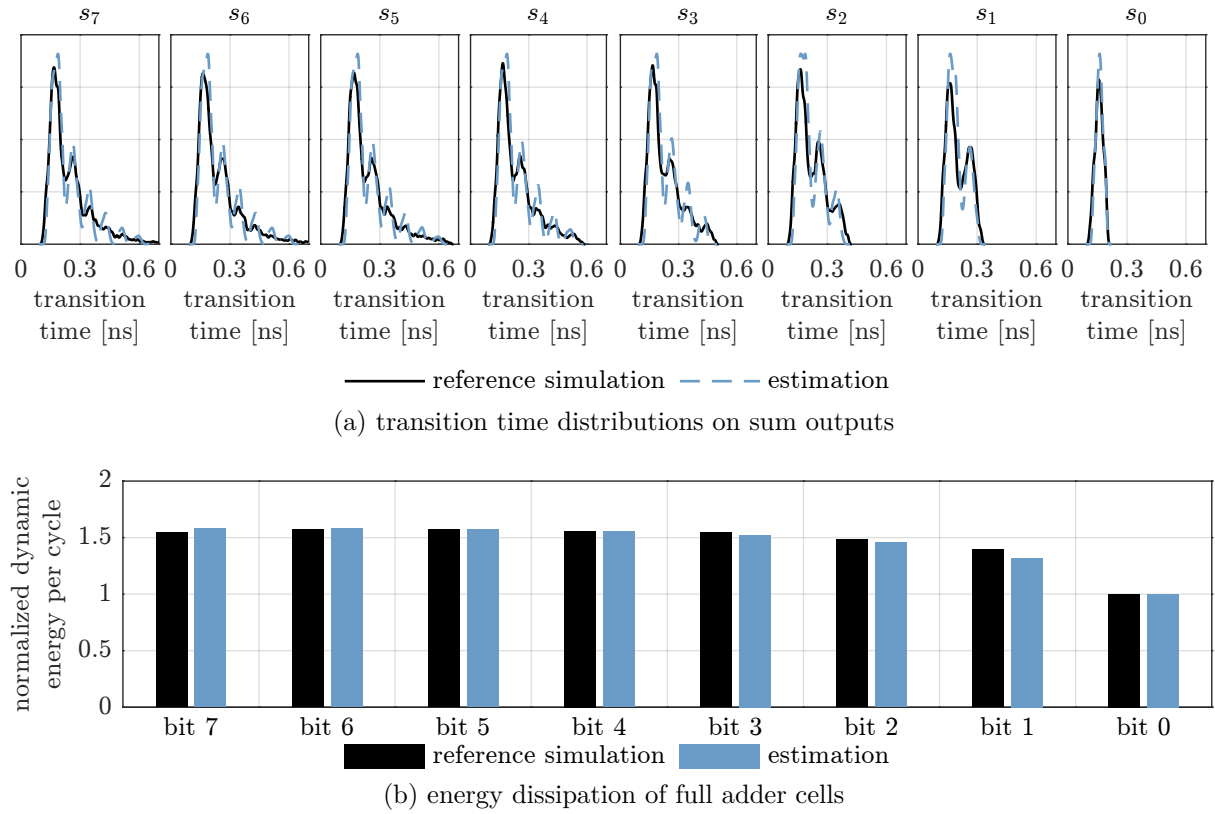 s7 s6 s5 s4 s3 s2 s1 s0
0 0.3 0.6 0 0.3 0.6 0 0.3 0.6 0 0.3 0.6 0 0.3 0.6 0 0.3 0.6 0 0.3 0.6 0 0.3 0.6
transition transition transition transition transition transition transition transition
time [ns] time [ns] time [ns] time [ns] time [ns] time [ns] time [ns] time [ns]
reference simulation estimation
(a) transition time distributions on sum outputs
normalized dynamic
energy per cycle
2
1.5
1
0.5
0
bit 7 bit 6 bit 5 bit 4 bit 3 bit 2 bit 1 bit 0
reference simulation estimation
(b) energy dissipation of full adder cells